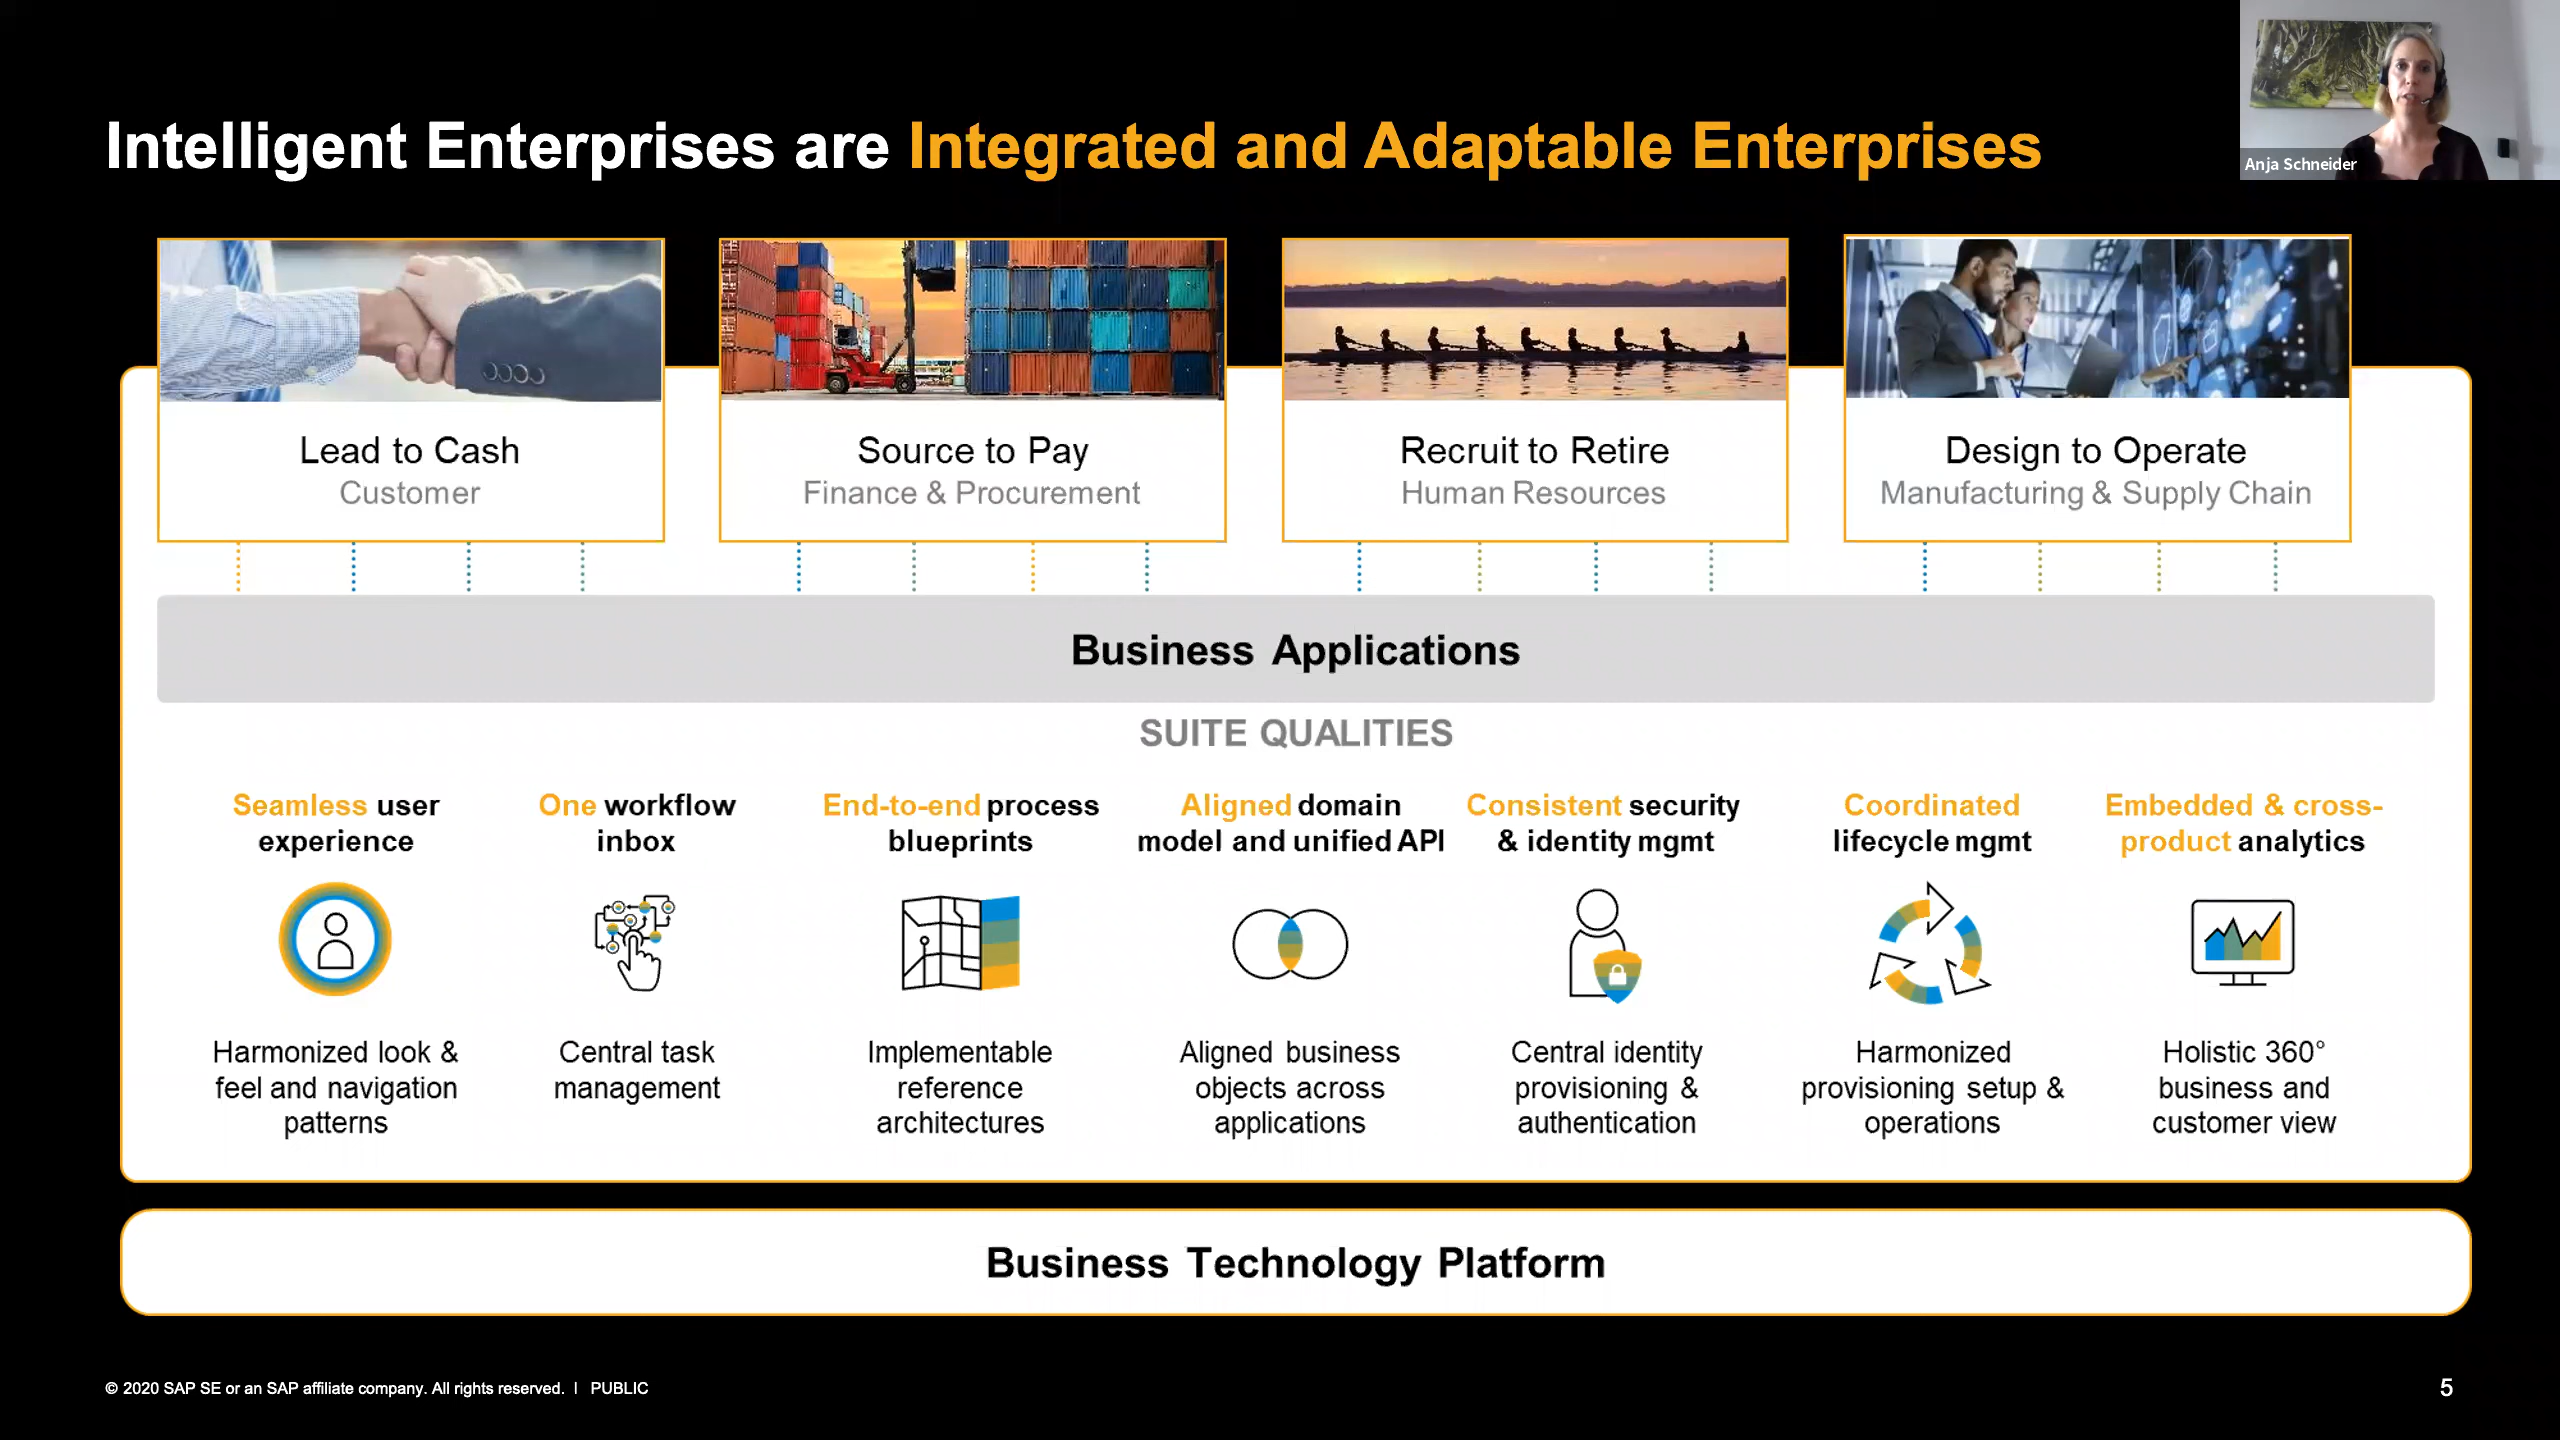 Intelligent Enterprises are Integrated and Adaptable Enterprises
Anja Schneider
Lead to Cash
Customer
Source to Pay
Finance & Procurement
Recruit to Retire
Human Resources
Design to Operate
Manufacturing & Supply Chain
Business Applications
SUITE QUALITIES
Seamless user
experience
Harmonized look &
feel and navigation
patterns
One workflow
inbox
Central task
management
End-to-end process
blueprints
Implementable
reference
architectures
Aligned domain
model and unified API
Aligned business
objects across
applications
Consistent security
& identity mgmt
Central identity
provisioning &
authentication
Coordinated
lifecycle mgmt
Harmonized
provisioning setup &
operations
Embedded & cross-
product analytics
Holistic 360°
business and
customer view
Business Technology Platform
© 2020 SAP SE or an SAP affiliate company. All rights reserved. | PUBLIC
5